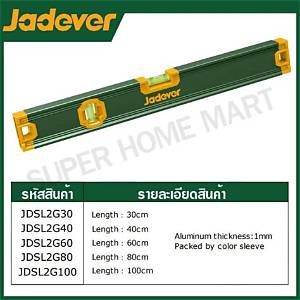 Jadever
Jadever
SUPER HOME MART
รหัสสินค้า รายละเอียดสินค้า
JDSL2G30 Length : 30cm
JDSL2G40 Length : 40cm
JDSL2G60 Length : 60cm
JDSL2G80 Length : 80cm
JDSL2G100 Length : 100cm
Aluminum thickness:1mm
Packed by color sleeve